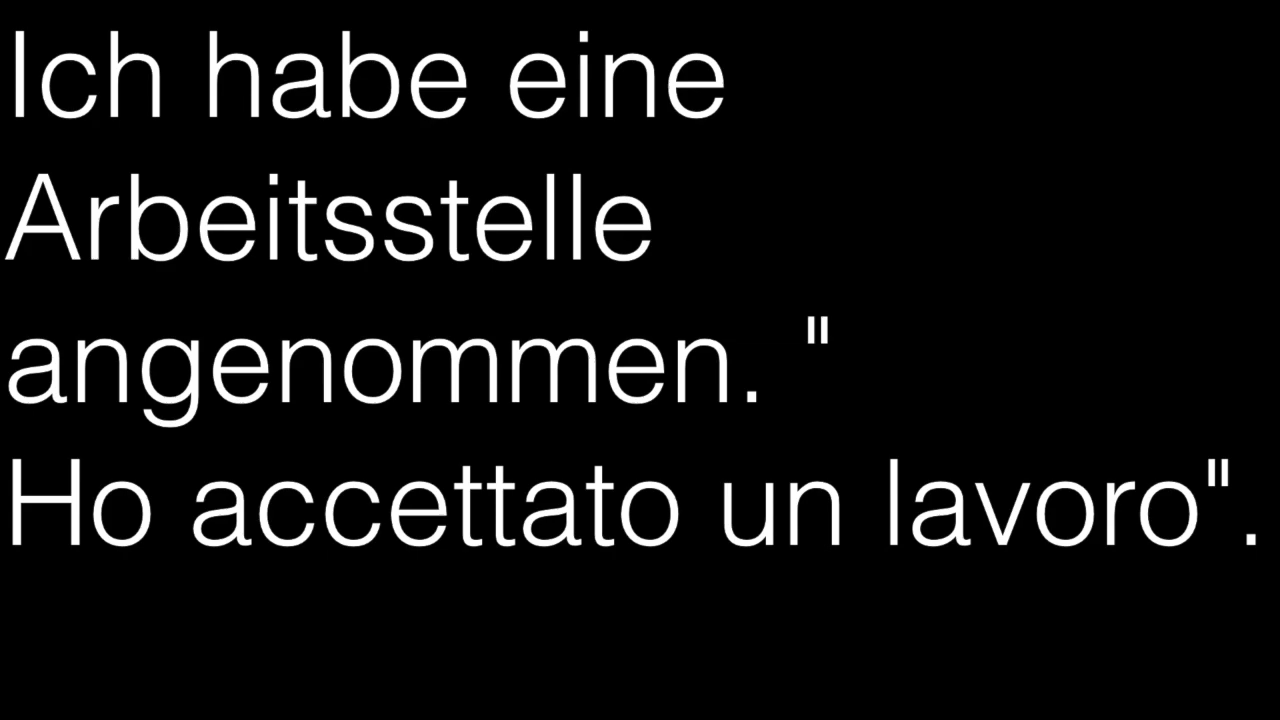 Ich habe eine
Arbeitsstelle
angenommen. "
Ho accettato un lavoro".